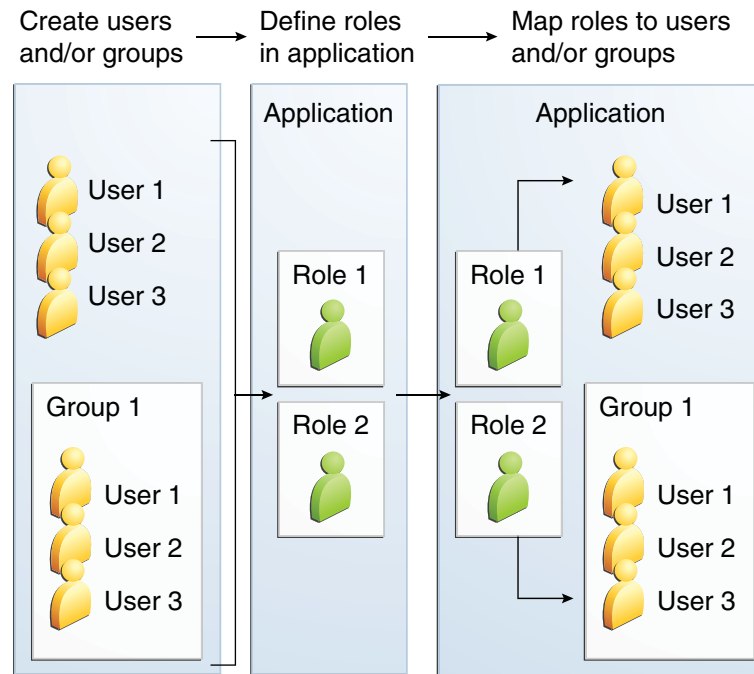 Create users
and/or groups
Define roles
in application
Map roles to users
and/or groups
User 1
User 2
User 3
Group 1
User 1
User 2
User 3
Application
Role 1
Role 2
Application
Role 1
Role 2
User 1
User 2
User 3
Group 1
User 1
User 2
User 3